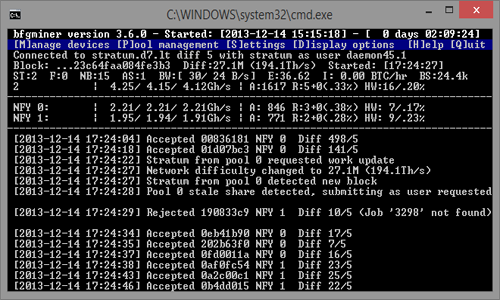 C:\WINDOWS\system32\cmd.exe
bfgminer version 3.6.0 - Started: [2013-12-14 15:15:18] - [  0 days 02:09:24]
[M]anage devices [P]ool management [S]ettings [D]isplay options  [H]elp [Q]uit
Connected to stratum.d7.lt diff 5 with stratum as user daemon45.1
Block: ...23c64faa084fe3b3  Diff:27.1M (194.1Th/s)  Started: [17:24:27]
ST:2  F:0  NB:15  AS:1  BW:[ 30/ 24 B/s]  E:36.62  I: 0.00 BTC/hr  BS:24.4k
2            | 4.25/ 4.15/ 4.12Gh/s | A:1617 R:5+0(.33%) HW:16/.20%
NFY 0:       | 2.21/ 2.21/ 2.21Gh/s | A: 846 R:3+0(.38%) HW: 7/.17%
NFY 1:       | 1.95/ 1.94/ 1.91Gh/s | A: 771 R:2+0(.28%) HW: 9/.23%
[2013-12-14 17:24:04] Accepted 00836181 NFY 0  Diff 498/5
[2013-12-14 17:24:18] Accepted 01d07bc3 NFY 0  Diff 141/5
[2013-12-14 17:24:22] Stratum from pool 0 requested work update
[2013-12-14 17:24:27] Network difficulty changed to 27.1M (194.1Th/s)
[2013-12-14 17:24:27] Stratum from pool 0 detected new block
[2013-12-14 17:24:28] Pool 0 stale share detected, submitting as user requested
[2013-12-14 17:24:29] Rejected 190833c9 NFY 1  Diff 10/5 (Job '3298' not found)
[2013-12-14 17:24:34] Accepted 0eb41b90 NFY 0  Diff 17/5
[2013-12-14 17:24:35] Accepted 202b63f0 NFY 0  Diff 7/5
[2013-12-14 17:24:37] Accepted 0fd0011a NFY 0  Diff 16/5
[2013-12-14 17:24:38] Accepted 0af0fc54 NFY 1  Diff 23/5
[2013-12-14 17:24:43] Accepted 0a2c00c1 NFY 1  Diff 25/5
[2013-12-14 17:24:46] Accepted 0b4dd015 NFY 1  Diff 22/5